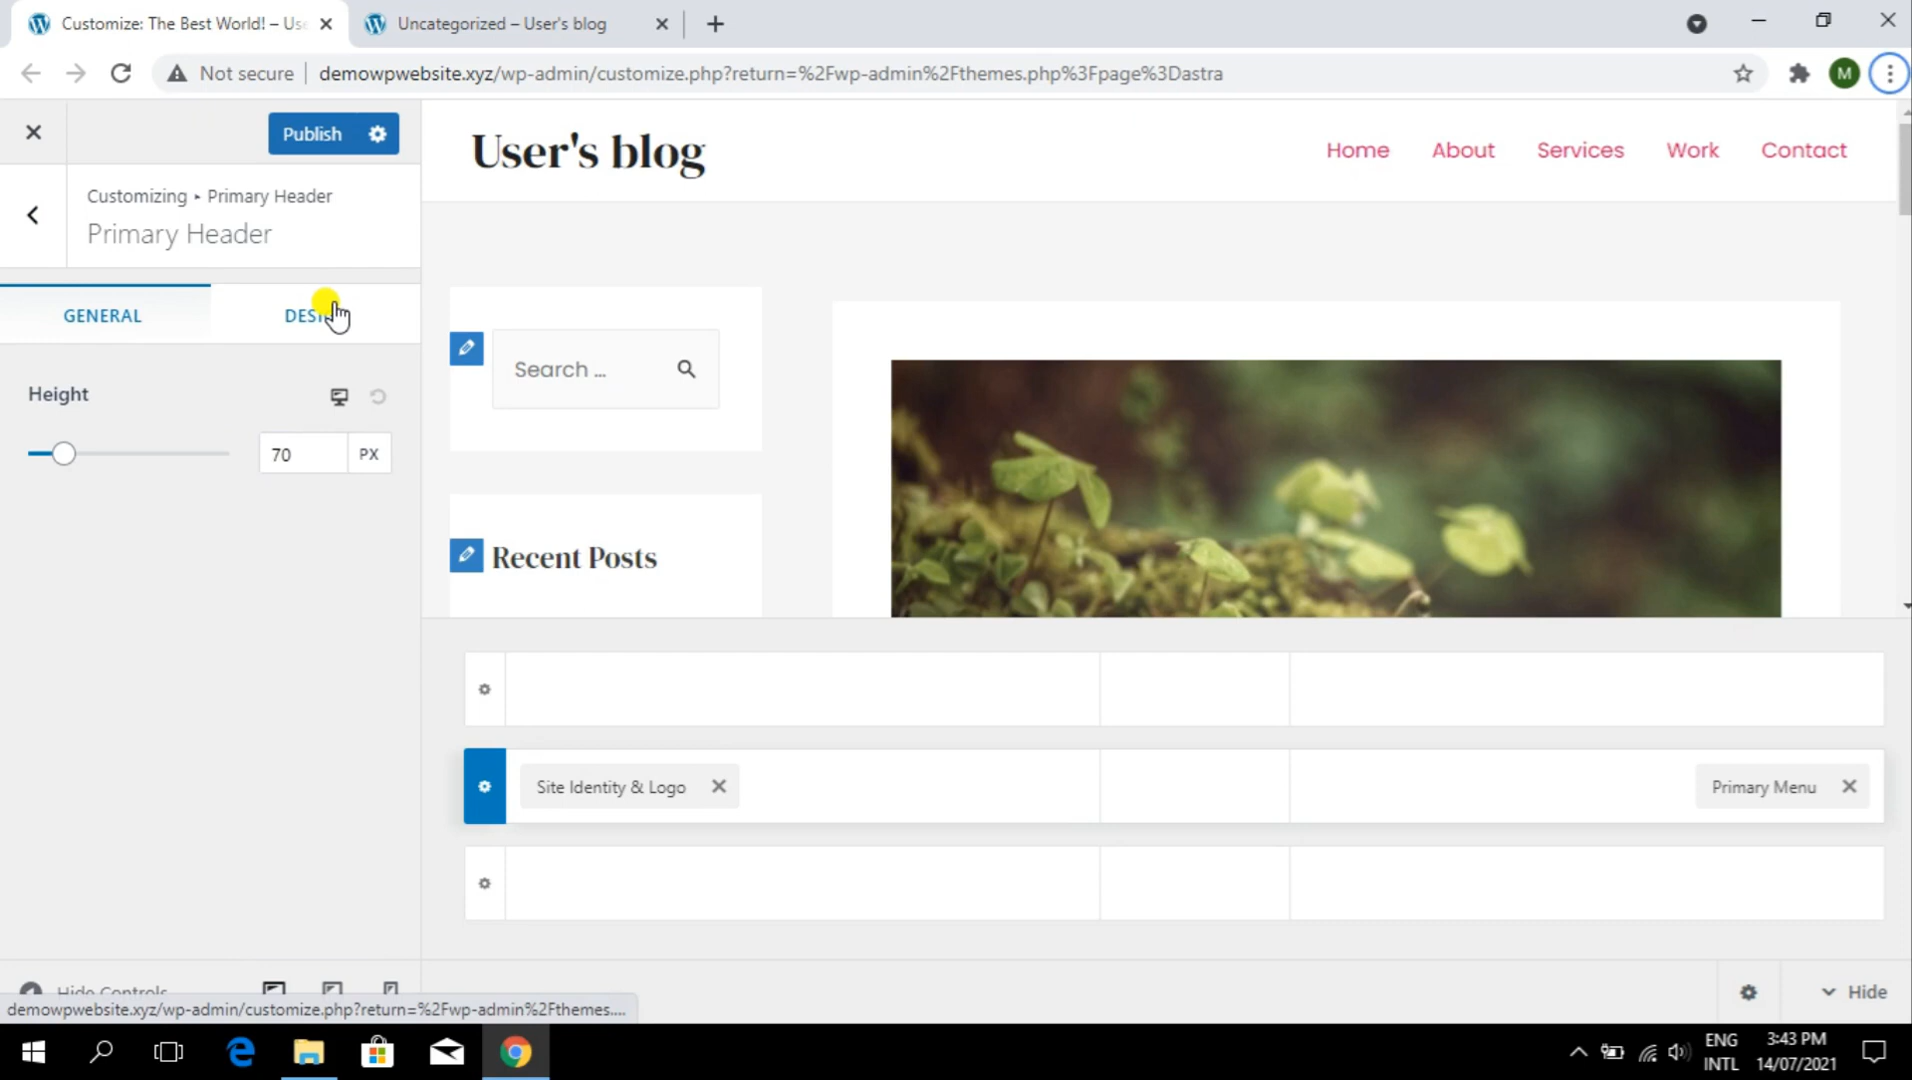 Customize: The Best World! – Use
Uncategorized – User's blog
Not secure
demowpwebsite.xyz/wp-admin/customize.php?return=%2Fwp-admin%2Fthemes.php%3Fpage%3Dastra
M
Publish
Customizing ▸ Primary Header
Primary Header
GENERAL
Height
70
PX
User's blog
Home
About
Services
Work
Contact
Search ...
Recent Posts
Site Identity & Logo
Primary Menu
Hide Controls
Hide
demowpwebsite.xyz/wp-admin/customize.php?return=%2Fwp-admin%2Fthemes....
ENG
INTL
3:43 PM
14/07/2021